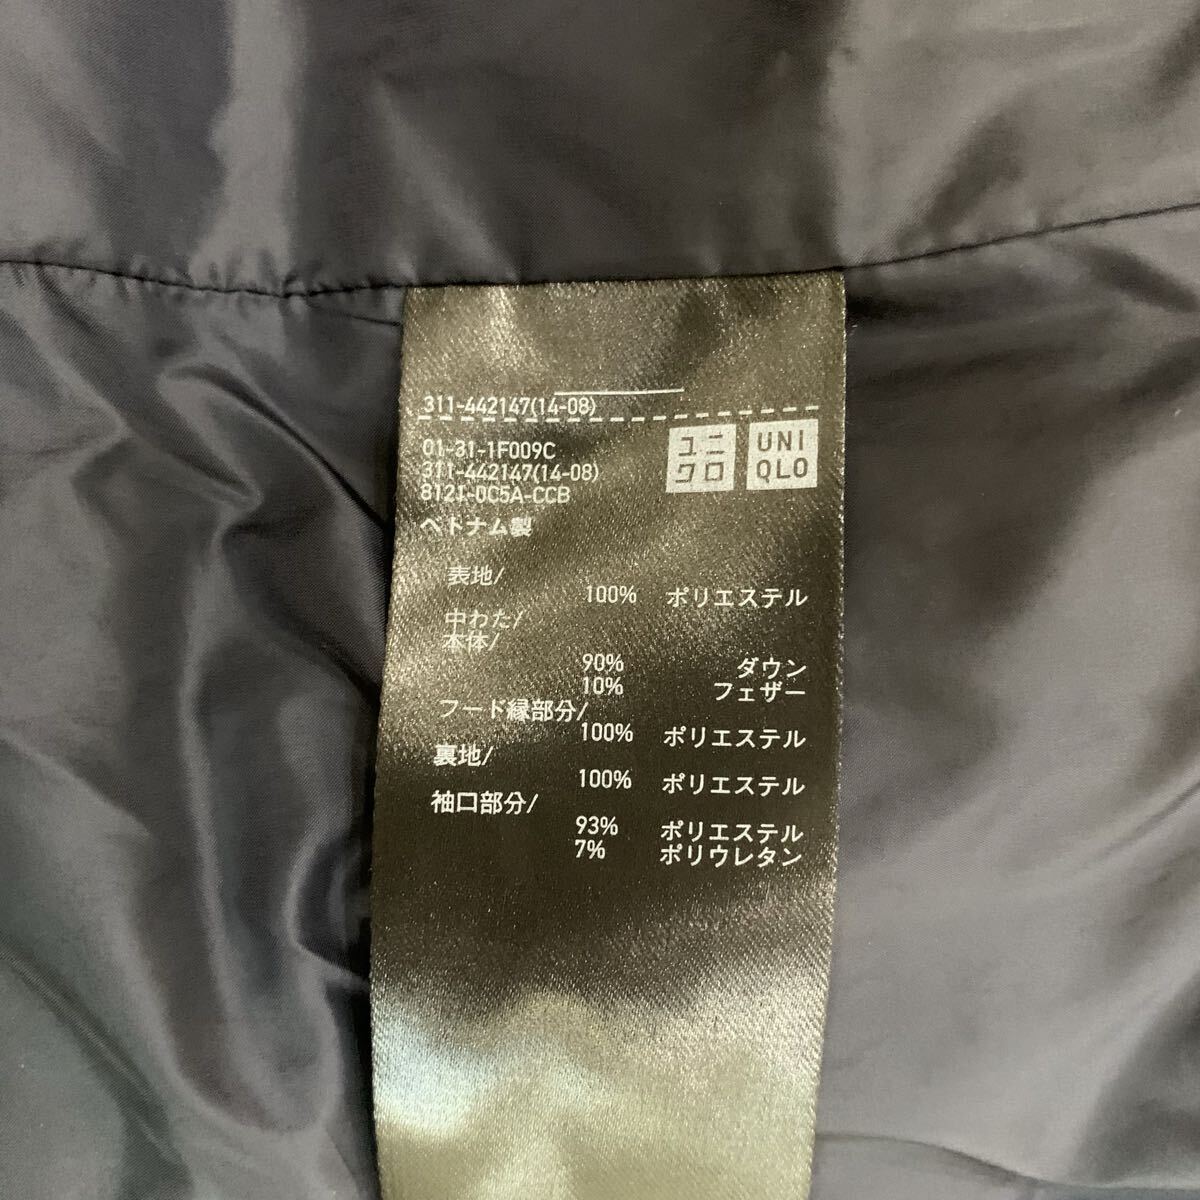 311-442147(14-08)
01-31-1F009C
311-442147(14-08)
812I-0C5A-CCB
ベトナム製
ユニ
クロ
UNI
QLO
表地/
100% ポリエステル
中わた/
本体/
90% ダウン
10% フェザー
フード縁部分/
100% ポリエステル
裏地/
100% ポリエステル
袖口部分/
93% ポリエステル
7% ポリウレタン